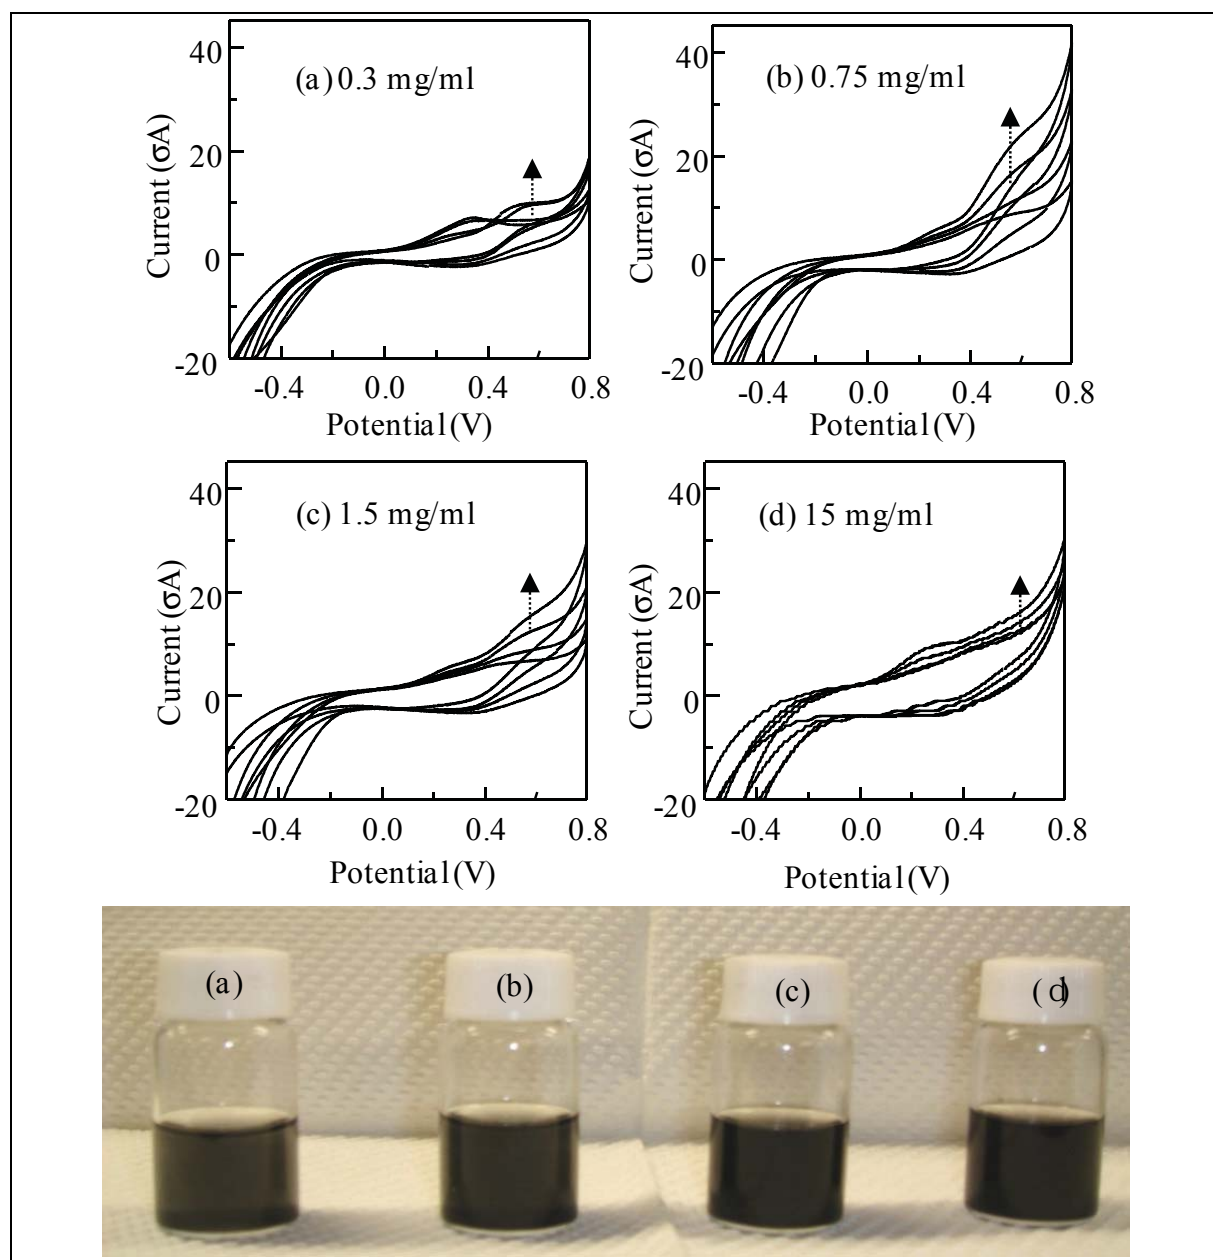 (a) 0.3 mg/ml
40
20
0
-20
-0.4 0.0 0.4 0.8
Current (σA)
Potential (V)
(b) 0.75 mg/ml
40
20
0
-20
-0.4 0.0 0.4 0.8
Current (σA)
Potential (V)
(c) 1.5 mg/ml
40
20
0
-20
-0.4 0.0 0.4 0.8
Current (σA)
Potential (V)
(d) 15 mg/ml
40
20
0
-20
-0.4 0.0 0.4 0.8
Current (σA)
Potential (V)
(a) (b) (c) (d)